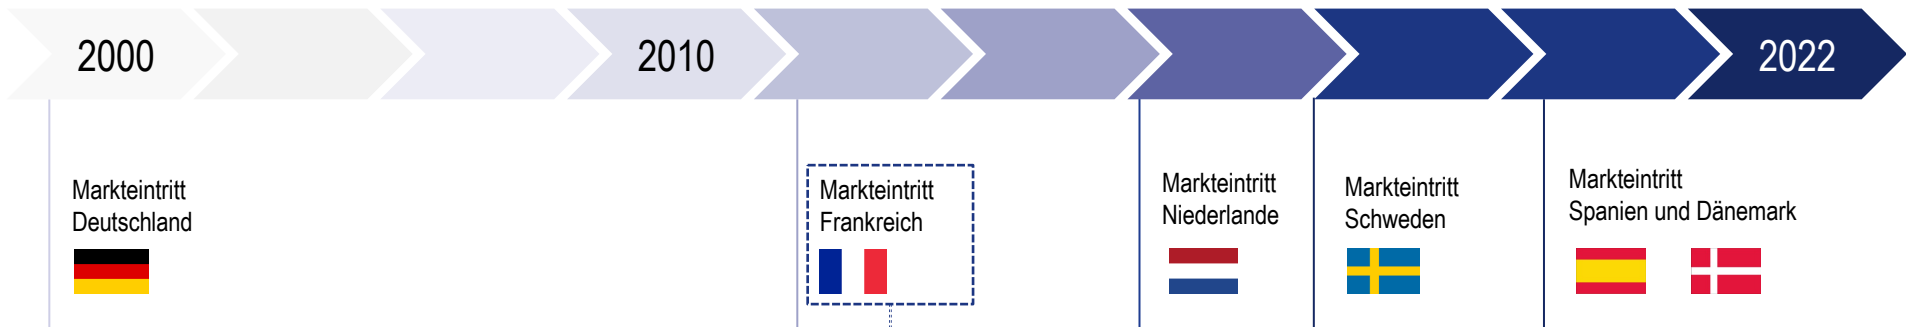 2000
2010
2022
Markteintritt
Deutschland
Markteintritt
Frankreich
Markteintritt
Niederlande
Markteintritt
Schweden
Markteintritt
Spanien und Dänemark